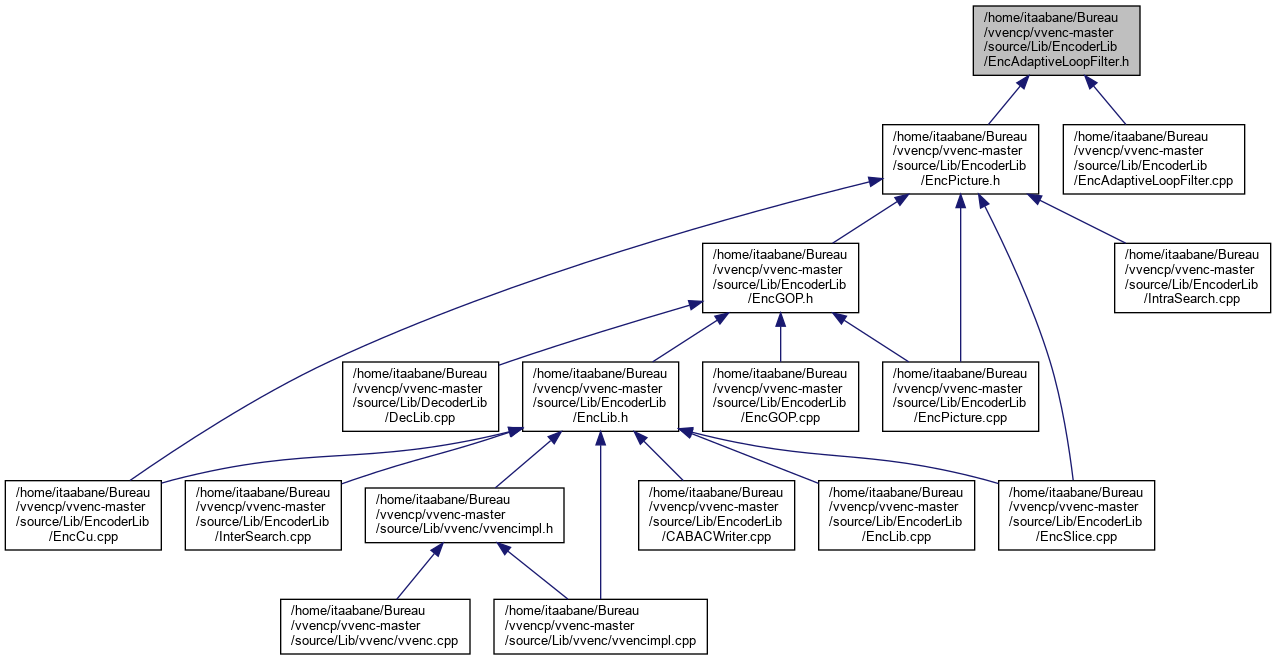 /home/itaabane/Bureau
/vvencp/vvenc-master
/source/Lib/EncoderLib
/EncAdaptiveLoopFilter.h
/home/itaabane/Bureau
/vvencp/vvenc-master
/source/Lib/EncoderLib
/EncPicture.h
/home/itaabane/Bureau
/vvencp/vvenc-master
/source/Lib/EncoderLib
/EncAdaptiveLoopFilter.cpp
/home/itaabane/Bureau
/vvencp/vvenc-master
/source/Lib/EncoderLib
/EncGOP.h
/home/itaabane/Bureau
/vvencp/vvenc-master
/source/Lib/EncoderLib
/IntraSearch.cpp
/home/itaabane/Bureau
/vvencp/vvenc-master
/source/Lib/DecoderLib
/DecLib.cpp
/home/itaabane/Bureau
/vvencp/vvenc-master
/source/Lib/EncoderLib
/EncLib.h
/home/itaabane/Bureau
/vvencp/vvenc-master
/source/Lib/EncoderLib
/EncGOP.cpp
/home/itaabane/Bureau
/vvencp/vvenc-master
/source/Lib/EncoderLib
/EncPicture.cpp
/home/itaabane/Bureau
/vvencp/vvenc-master
/source/Lib/EncoderLib
/EncCu.cpp
/home/itaabane/Bureau
/vvencp/vvenc-master
/source/Lib/EncoderLib
/InterSearch.cpp
/home/itaabane/Bureau
/vvencp/vvenc-master
/source/Lib/vvenc/vvencimpl.h
/home/itaabane/Bureau
/vvencp/vvenc-master
/source/Lib/EncoderLib
/CABACWriter.cpp
/home/itaabane/Bureau
/vvencp/vvenc-master
/source/Lib/EncoderLib
/EncLib.cpp
/home/itaabane/Bureau
/vvencp/vvenc-master
/source/Lib/EncoderLib
/EncSlice.cpp
/home/itaabane/Bureau
/vvencp/vvenc-master
/source/Lib/vvenc/vvenc.cpp
/home/itaabane/Bureau
/vvencp/vvenc-master
/source/Lib/vvenc/vvencimpl.cpp